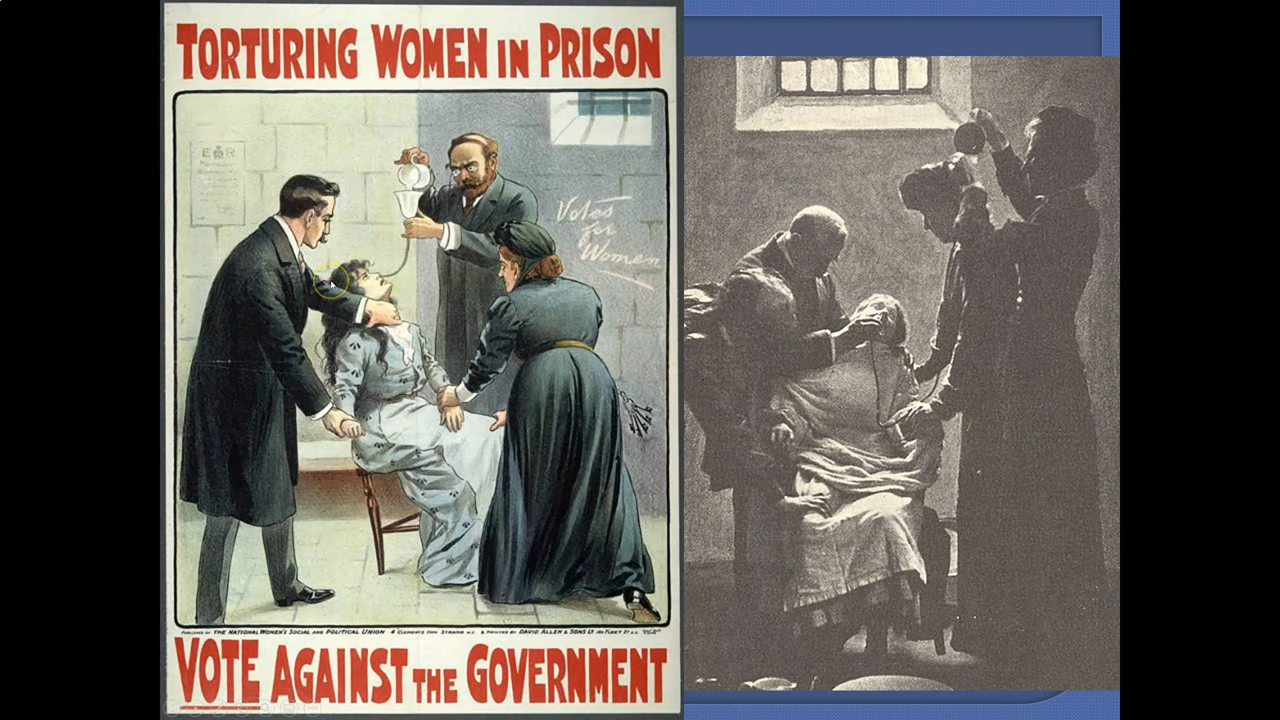 TORTURING WOMEN IN PRISON
E R
Votes
for
Women
PUBLISHED BY THE NATIONAL WOMEN'S SOCIAL AND POLITICAL UNION 4 CLEMENTS INN STRAND W.C. & PRINTED BY DAVID ALLEN & SONS LD. 180 FLEET ST E.C.
VOTE AGAINST THE GOVERNMENT